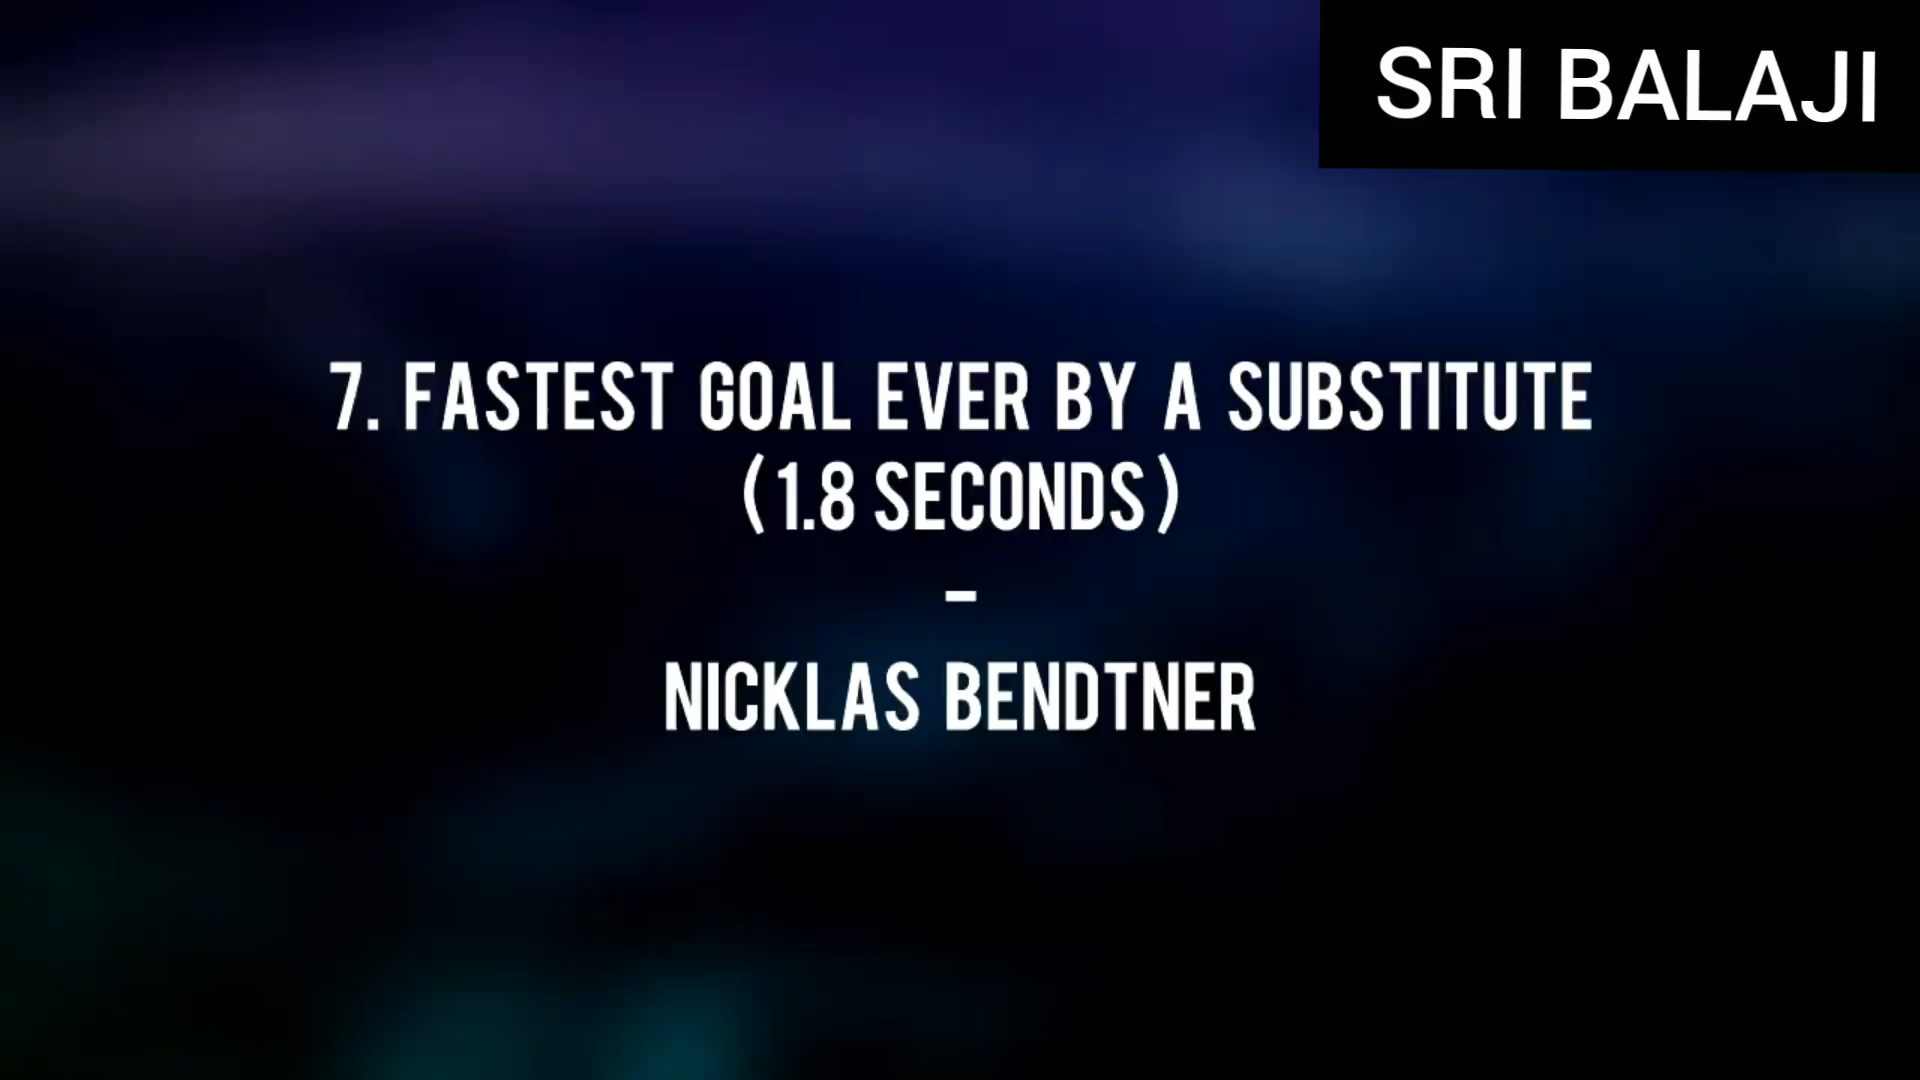 SRI BALAJI
7. FASTEST GOAL EVER BY A SUBSTITUTE
(1.8 SECONDS)
-
NICKLAS BENDTNER